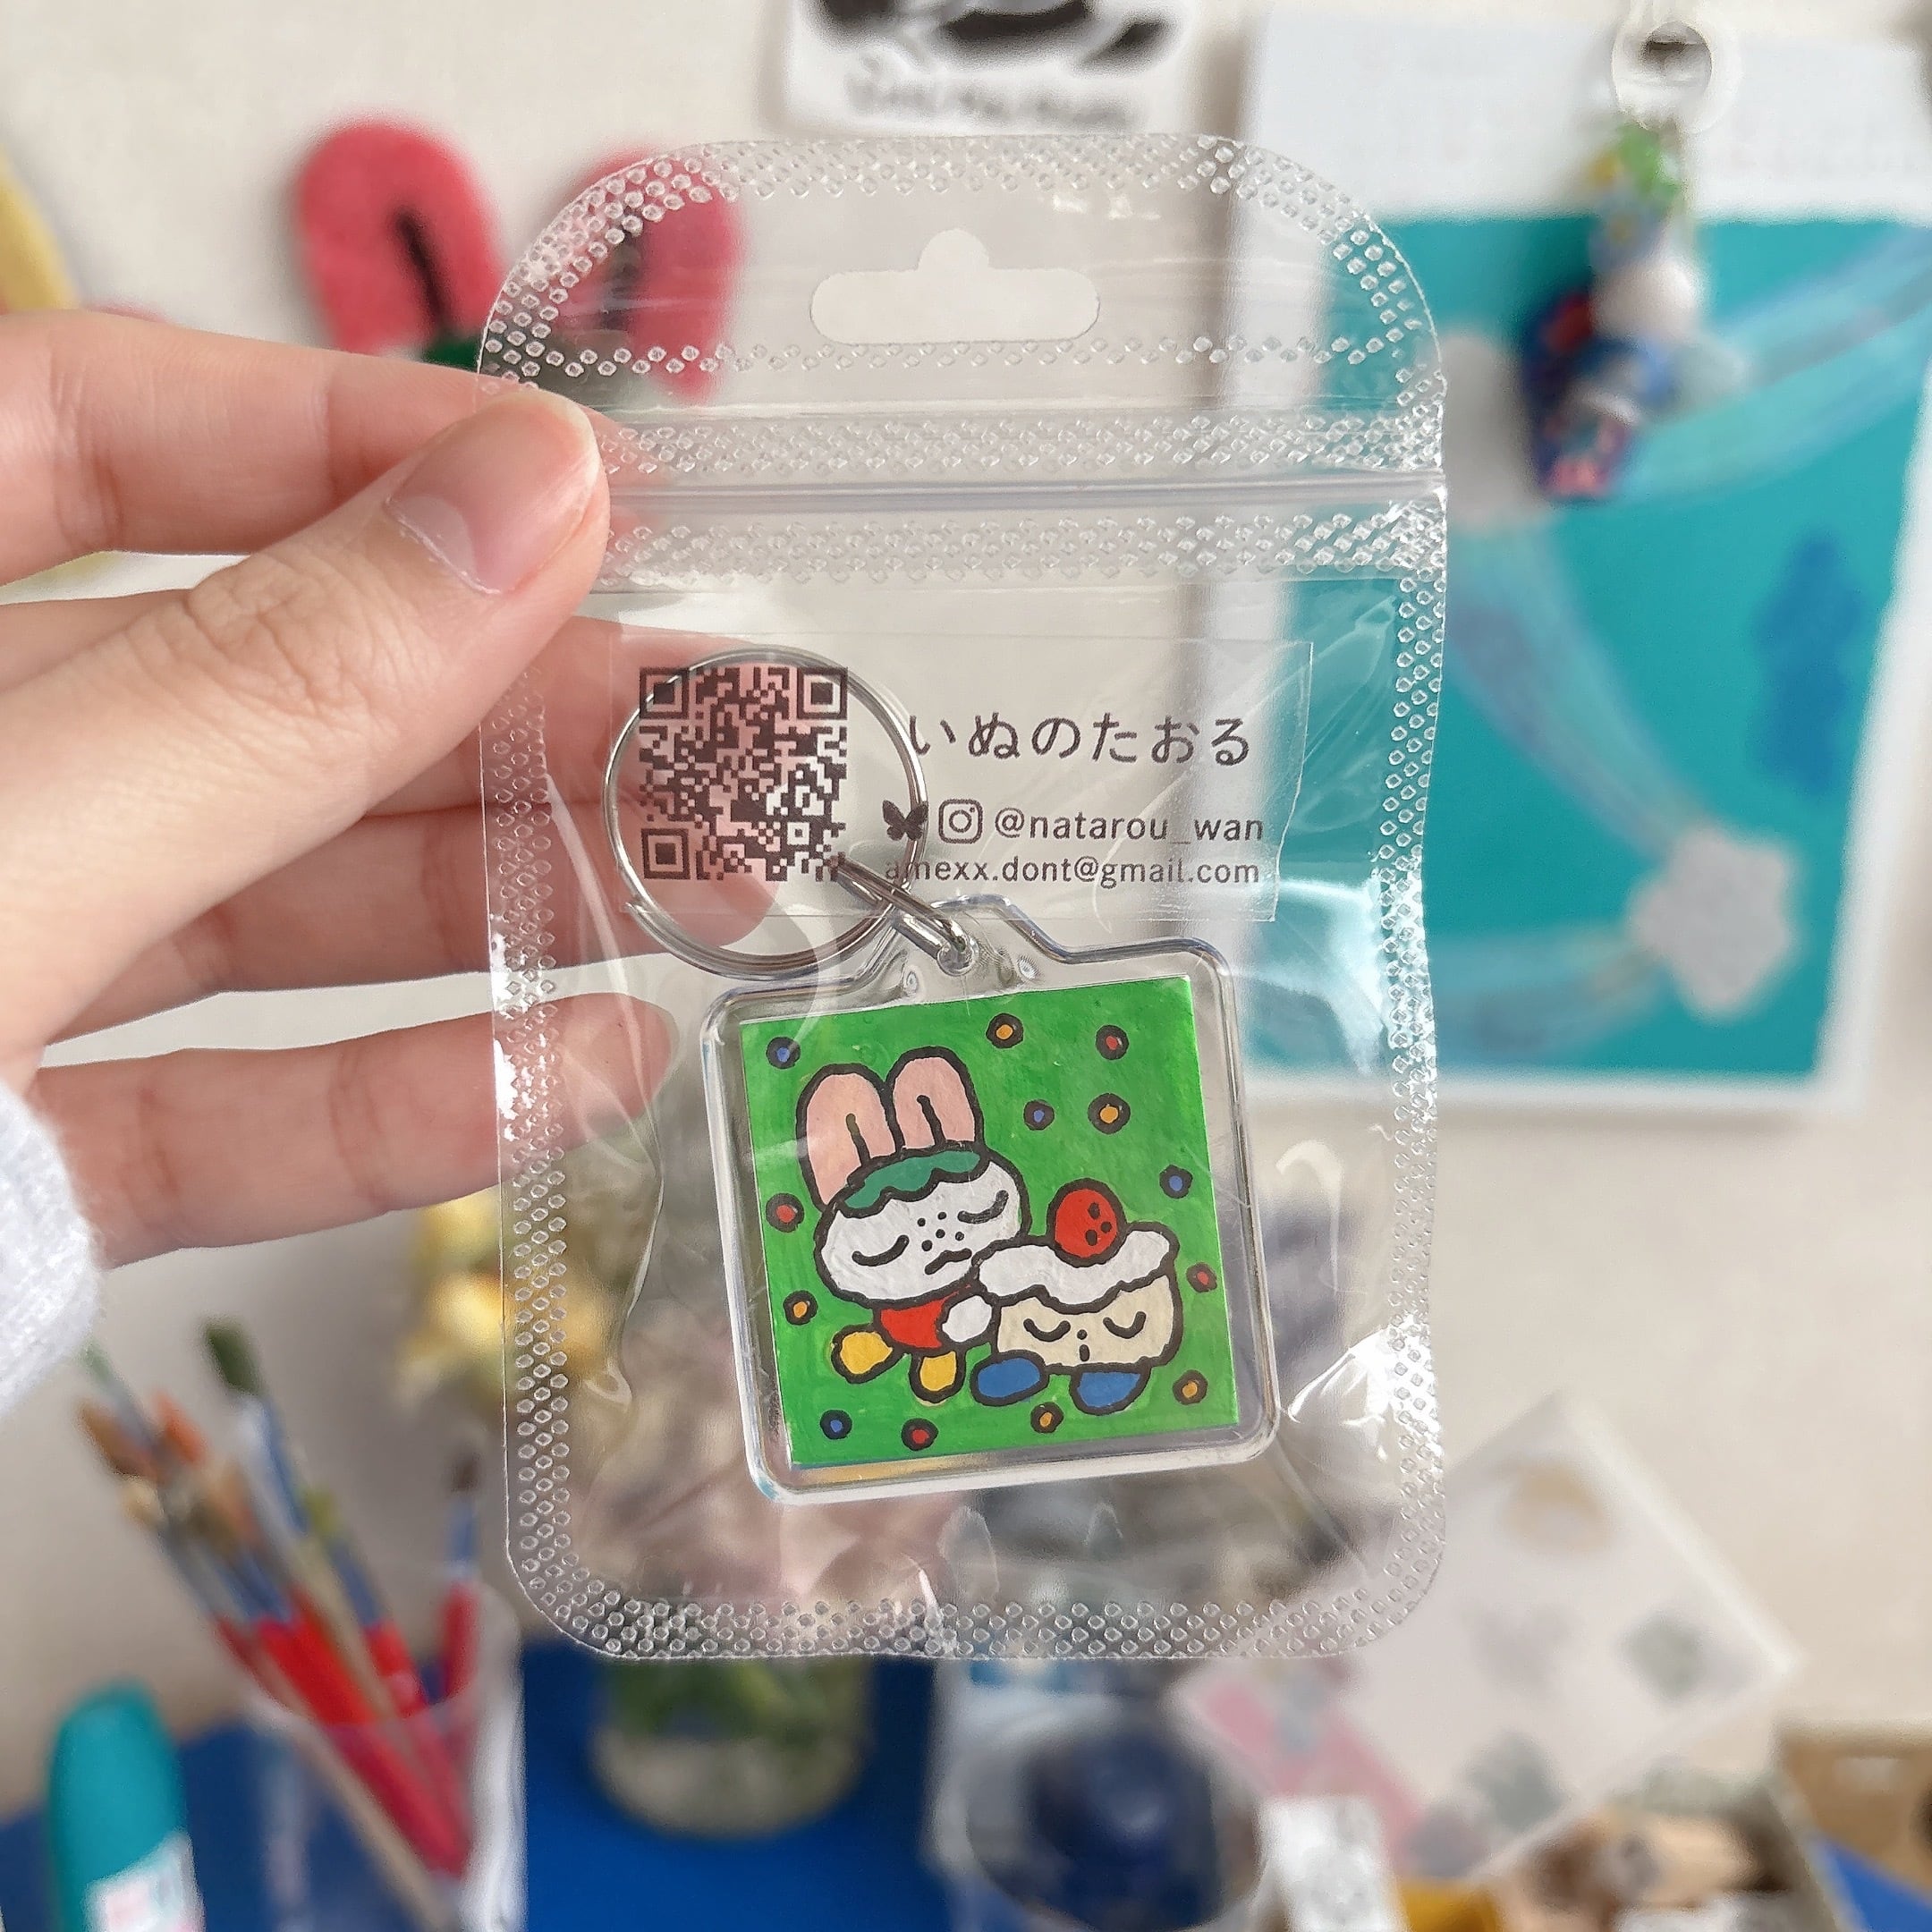 いぬのたおる
@natarou_wan
amexx.dont@gmail.com